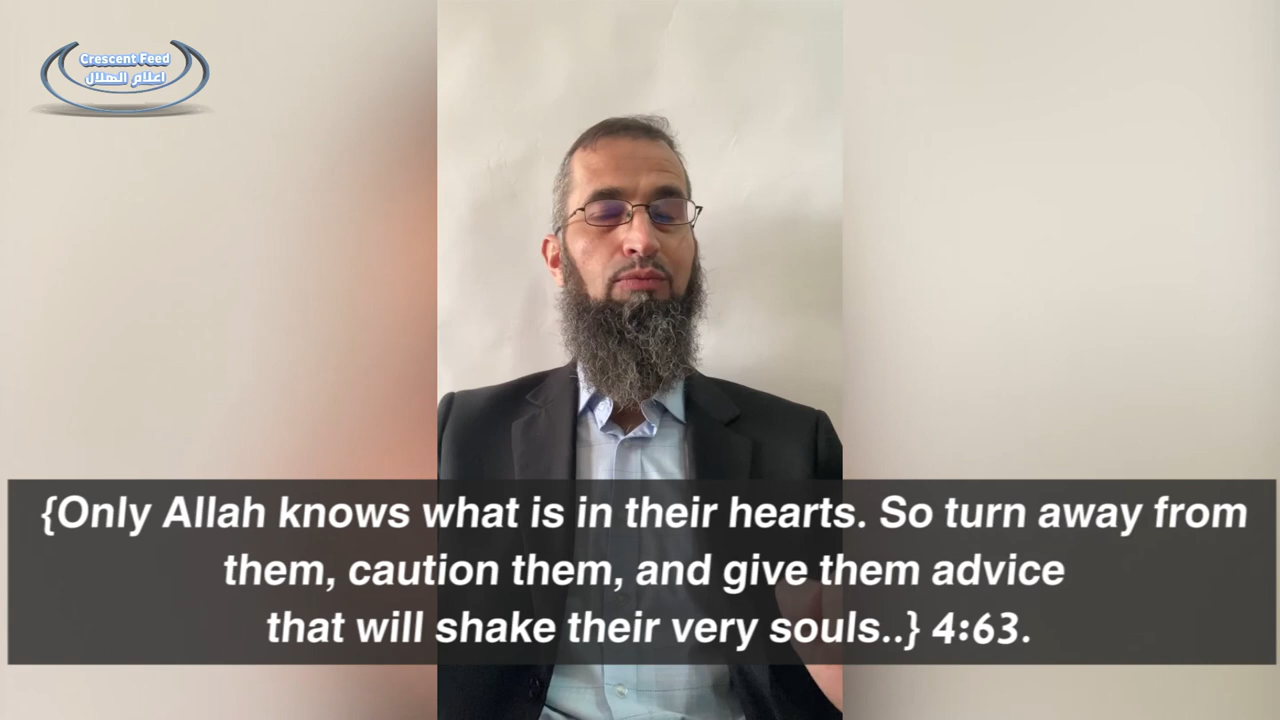 Crescent Feed
اعلام الهلال
{Only Allah knows what is in their hearts. So turn away from
them, caution them, and give them advice
that will shake their very souls..} 4:63.